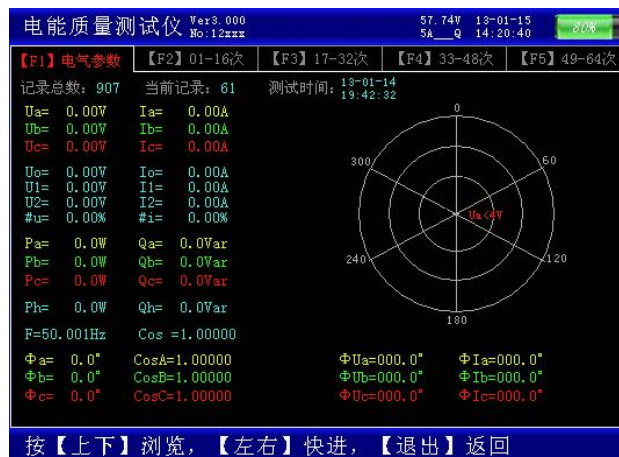 电能质量测试仪 Ver3.000 No:12xxx 57.74V 13-01-15 5A___Q 14:20:40 80%
【F1】电气参数 【F2】01-16次 【F3】17-32次 【F4】33-48次 【F5】49-64次
记录总数: 907 当前记录: 61 测试时间: 13-01-14 19:42:32
Ua= 0.00V Ia= 0.00A
Ub= 0.00V Ib= 0.00A
Uc= 0.00V Ic= 0.00A
Uo= 0.00V Io= 0.00A
U1= 0.00V I1= 0.00A
U2= 0.00V I2= 0.00A
#u= 0.00% #i= 0.00%
Pa= 0.0W Qa= 0.0Var
Pb= 0.0W Qb= 0.0Var
Pc= 0.0W Qc= 0.0Var
Ph= 0.0W Qh= 0.0Var
F=50.001Hz Cos =1.00000
0
300 60
Ua<4V
240 120
180
Φa= 0.0° CosA=1.00000 ΦUa=000.0° ΦIa=000.0°
Φb= 0.0° CosB=1.00000 ΦUb=000.0° ΦIb=000.0°
Φc= 0.0° CosC=1.00000 ΦUc=000.0° ΦIc=000.0°
按【上下】浏览, 【左右】快进, 【退出】返回